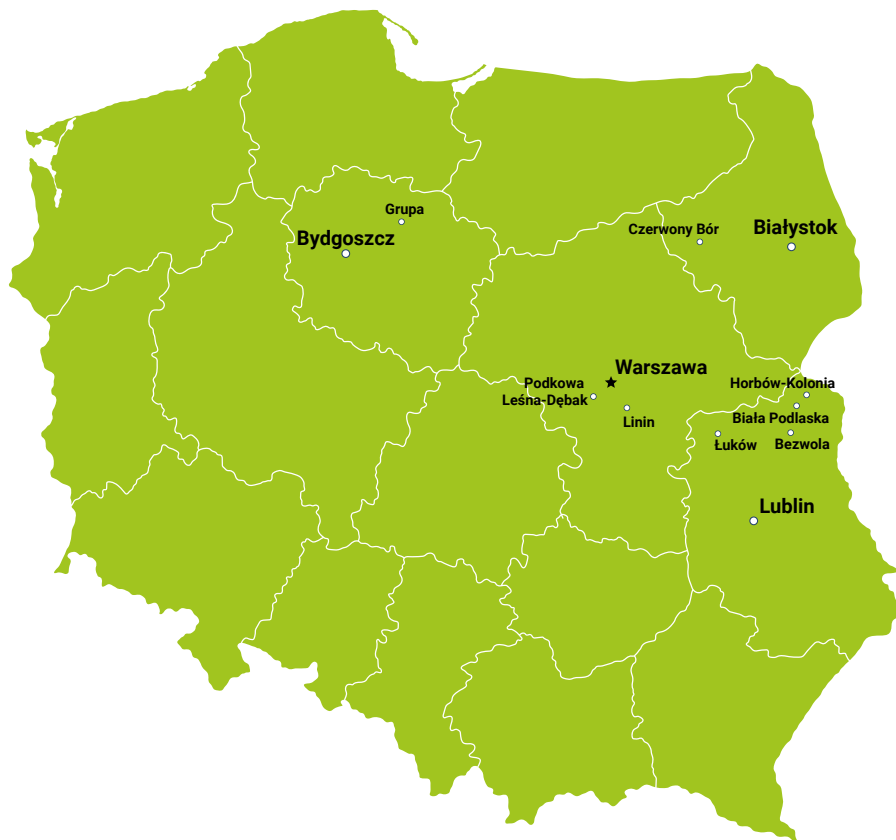 Grupa
Bydgoszcz
Czerwony Bór
Białystok
Warszawa
Podkowa
Leśna-Dębak
Linin
Horbów-Kolonia
Biała Podlaska
Łuków
Bezwola
Lublin